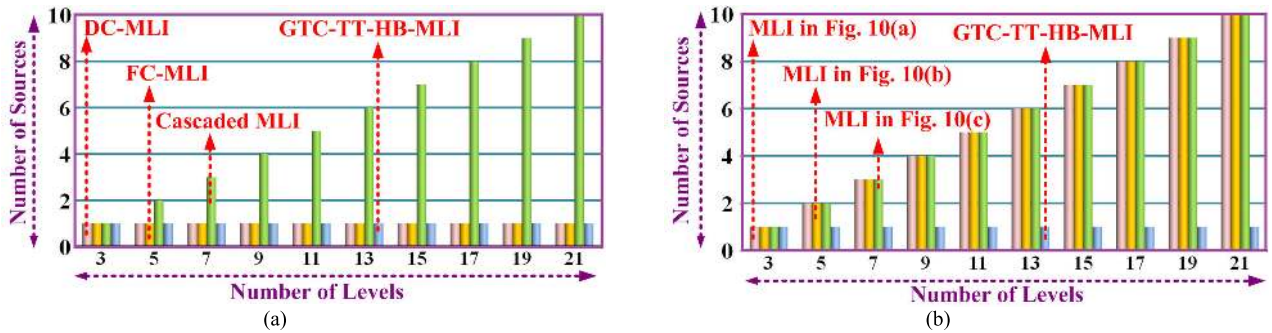 10
8
6
4
2
0
Number of Sources
DC-MLI
FC-MLI
Cascaded MLI
GTC-TT-HB-MLI
3 5 7 9 11 13 15 17 19 21
Number of Levels
(a)
10
8
6
4
2
0
Number of Sources
MLI in Fig. 10(a)
MLI in Fig. 10(b)
MLI in Fig. 10(c)
GTC-TT-HB-MLI
3 5 7 9 11 13 15 17 19 21
Number of Levels
(b)